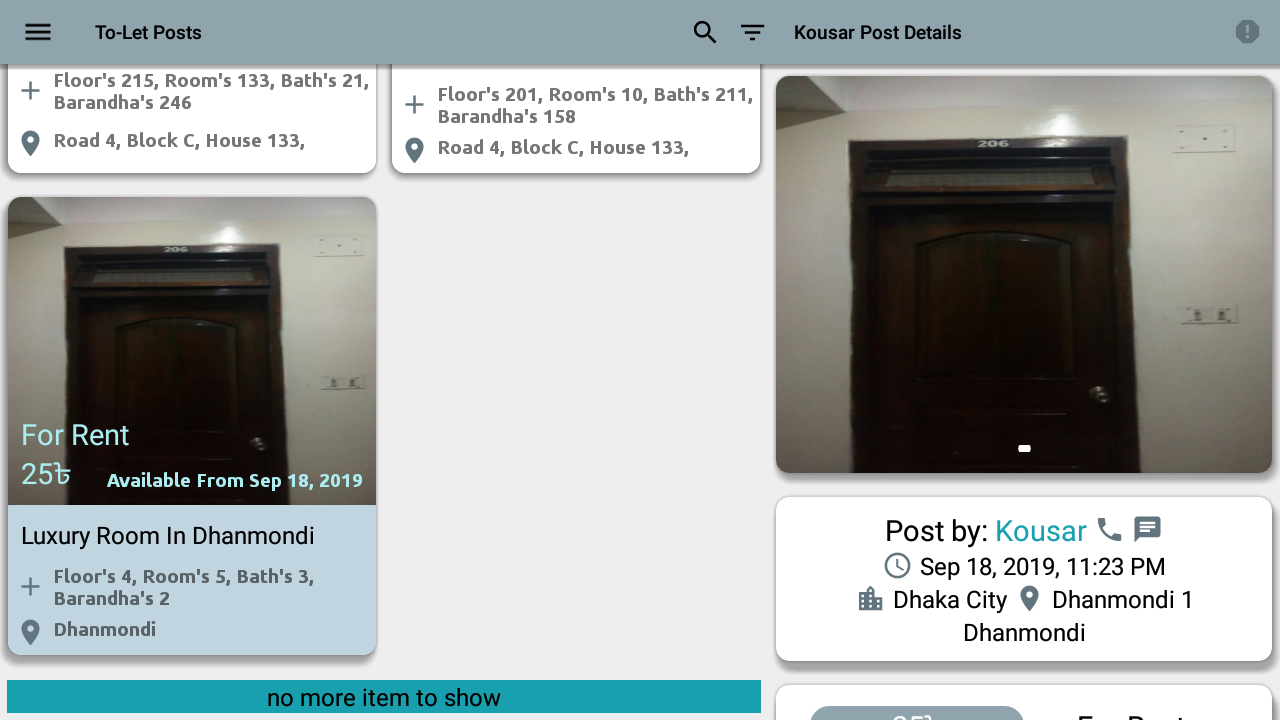 To-Let Posts
Floor's 215, Room's 133, Bath's 21,
Barandha's 246
Road 4, Block C, House 133,
Floor's 201, Room's 10, Bath's 211,
Barandha's 158
Road 4, Block C, House 133,
206
For Rent
25৳
Available From Sep 18, 2019
Luxury Room In Dhanmondi
Floor's 4, Room's 5, Bath's 3,
Barandha's 2
Dhanmondi
no more item to show
Kousar Post Details
206
Post by: Kousar
Sep 18, 2019, 11:23 PM
Dhaka City Dhanmondi 1
Dhanmondi